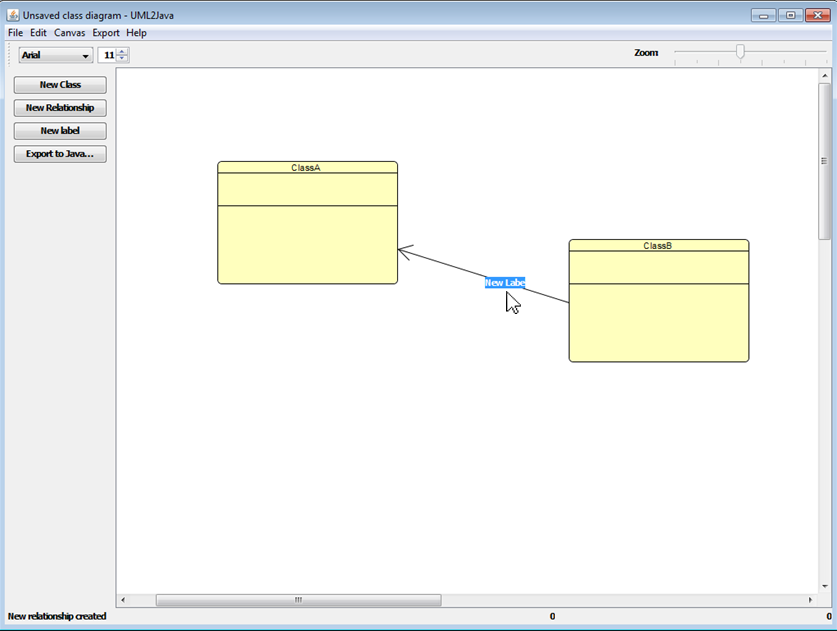 Unsaved class diagram - UML2Java
File Edit Canvas Export Help
Arial 11 Zoom
New Class
New Relationship
New label
Export to Java...
ClassA
ClassB
New Labe
New relationship created 0 0